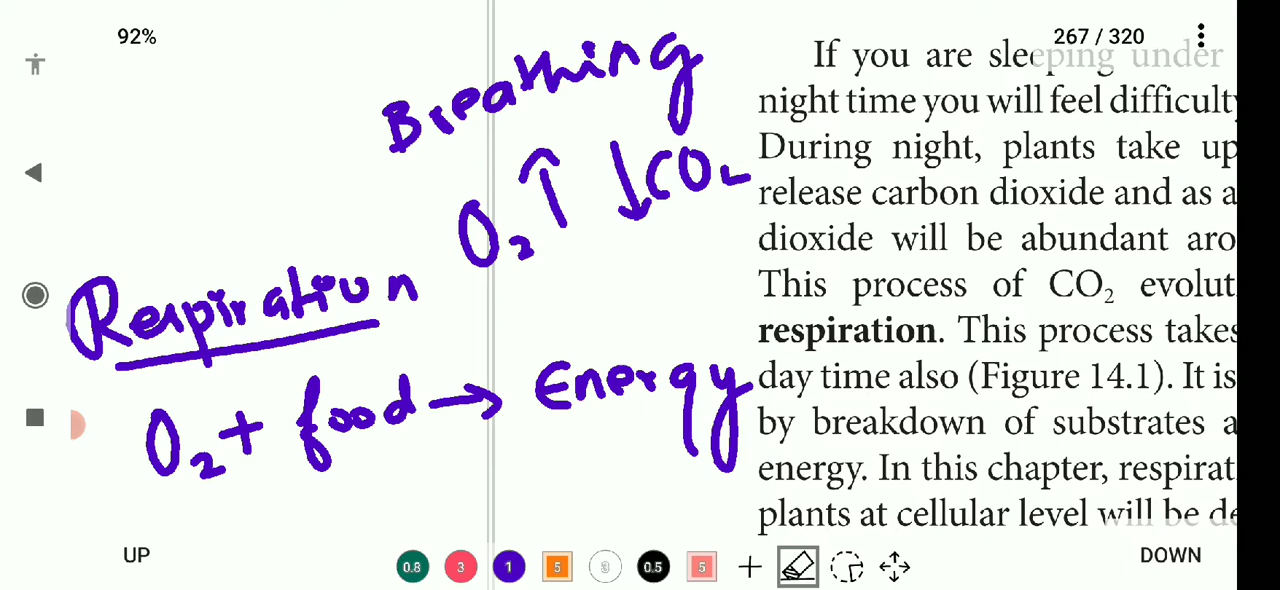 92%
267 / 320
Breathing
O₂ ↑ ↓ CO₂
Respiration
O₂ + food → Energy
If you are sleeping under
night time you will feel difficulty
During night, plants take up
release carbon dioxide and as a
dioxide will be abundant aro
This process of CO₂ evolut
respiration. This process takes
day time also (Figure 14.1). It is
by breakdown of substrates a
energy. In this chapter, respirat
plants at cellular level will be de
UP
DOWN
0.8 3 1 5 3 0.5 5